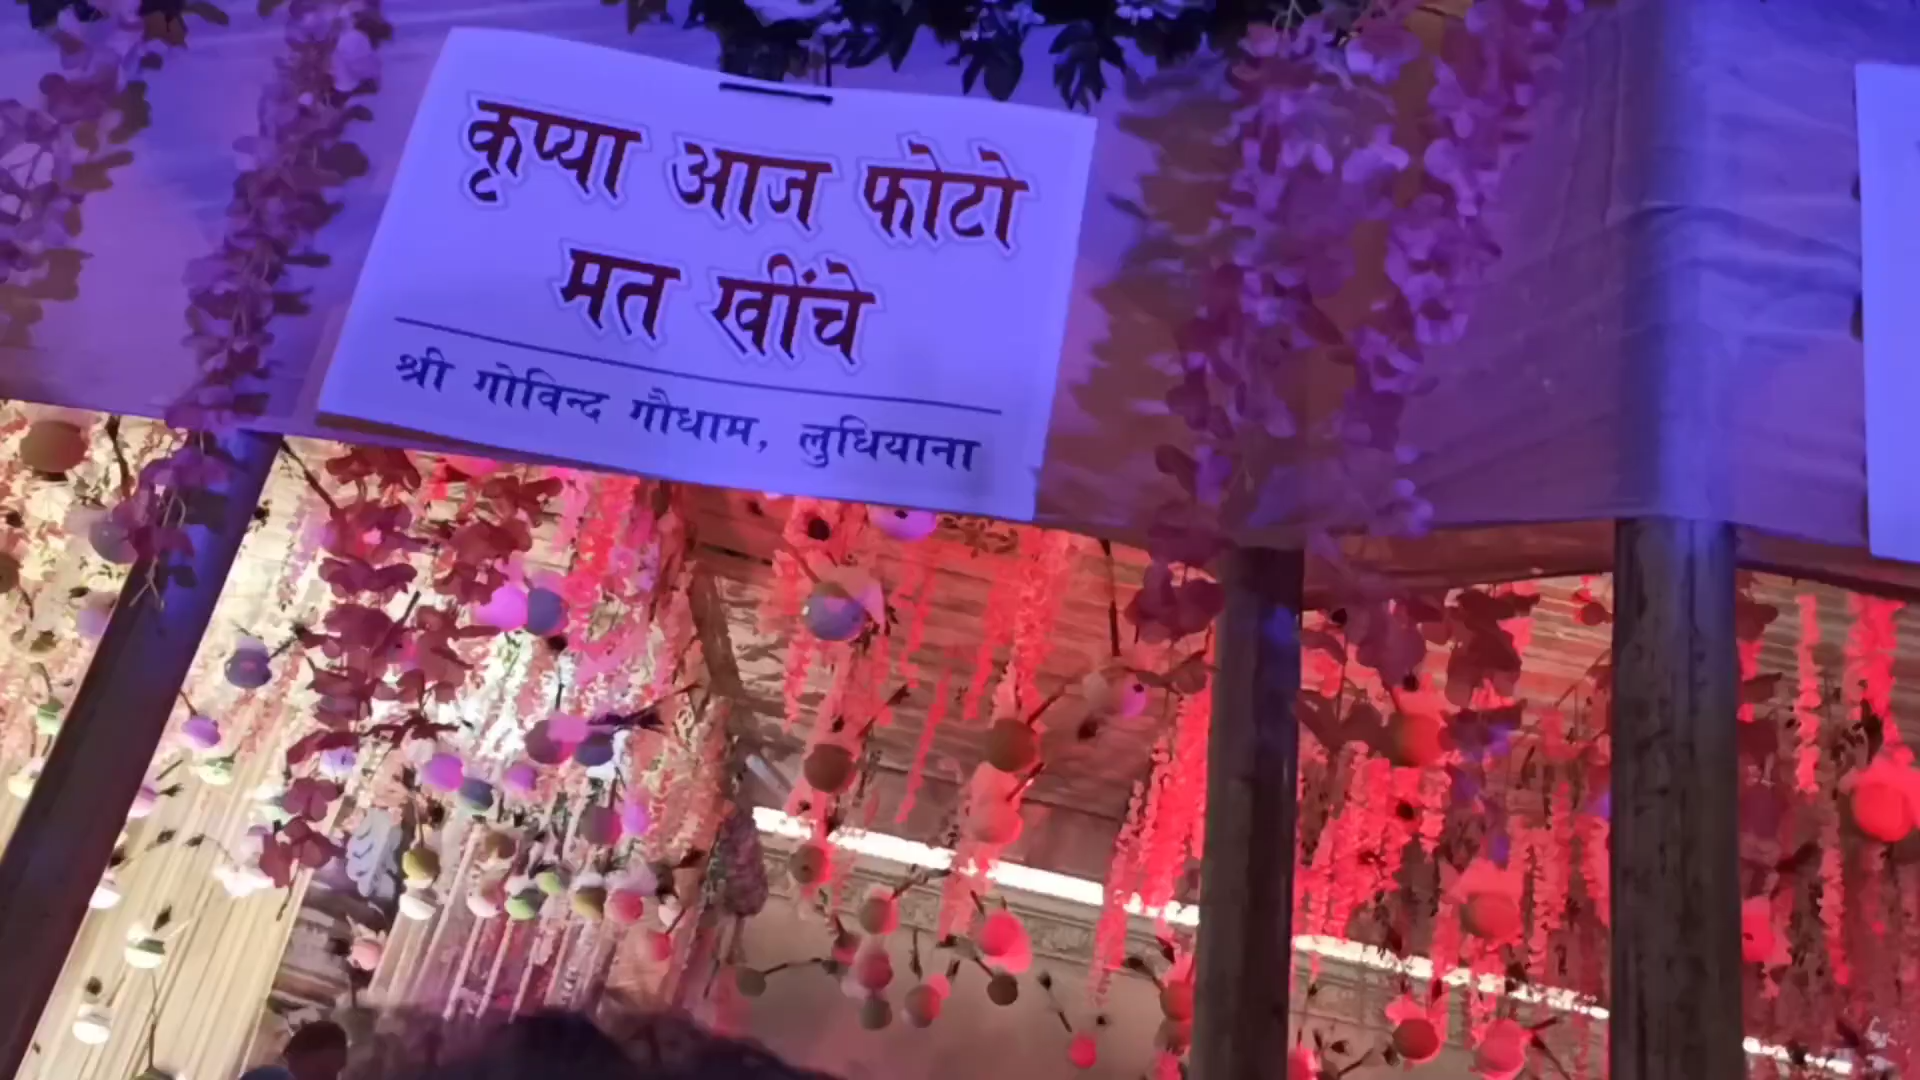 कृप्या आज फोटो
मत खींचे
श्री गोविन्द गौधाम, लुधियाना